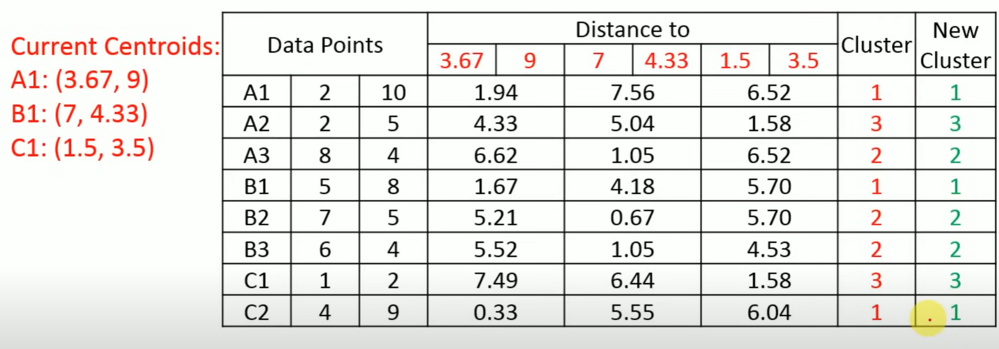 Current Centroids:
A1: (3.67, 9)
B1: (7, 4.33)
C1: (1.5, 3.5)
Data Points Distance to Cluster New Cluster
3.67 9 7 4.33 1.5 3.5
A1 2 10 1.94 7.56 6.52 1 1
A2 2 5 4.33 5.04 1.58 3 3
A3 8 4 6.62 1.05 6.52 2 2
B1 5 8 1.67 4.18 5.70 1 1
B2 7 5 5.21 0.67 5.70 2 2
B3 6 4 5.52 1.05 4.53 2 2
C1 1 2 7.49 6.44 1.58 3 3
C2 4 9 0.33 5.55 6.04 1 1